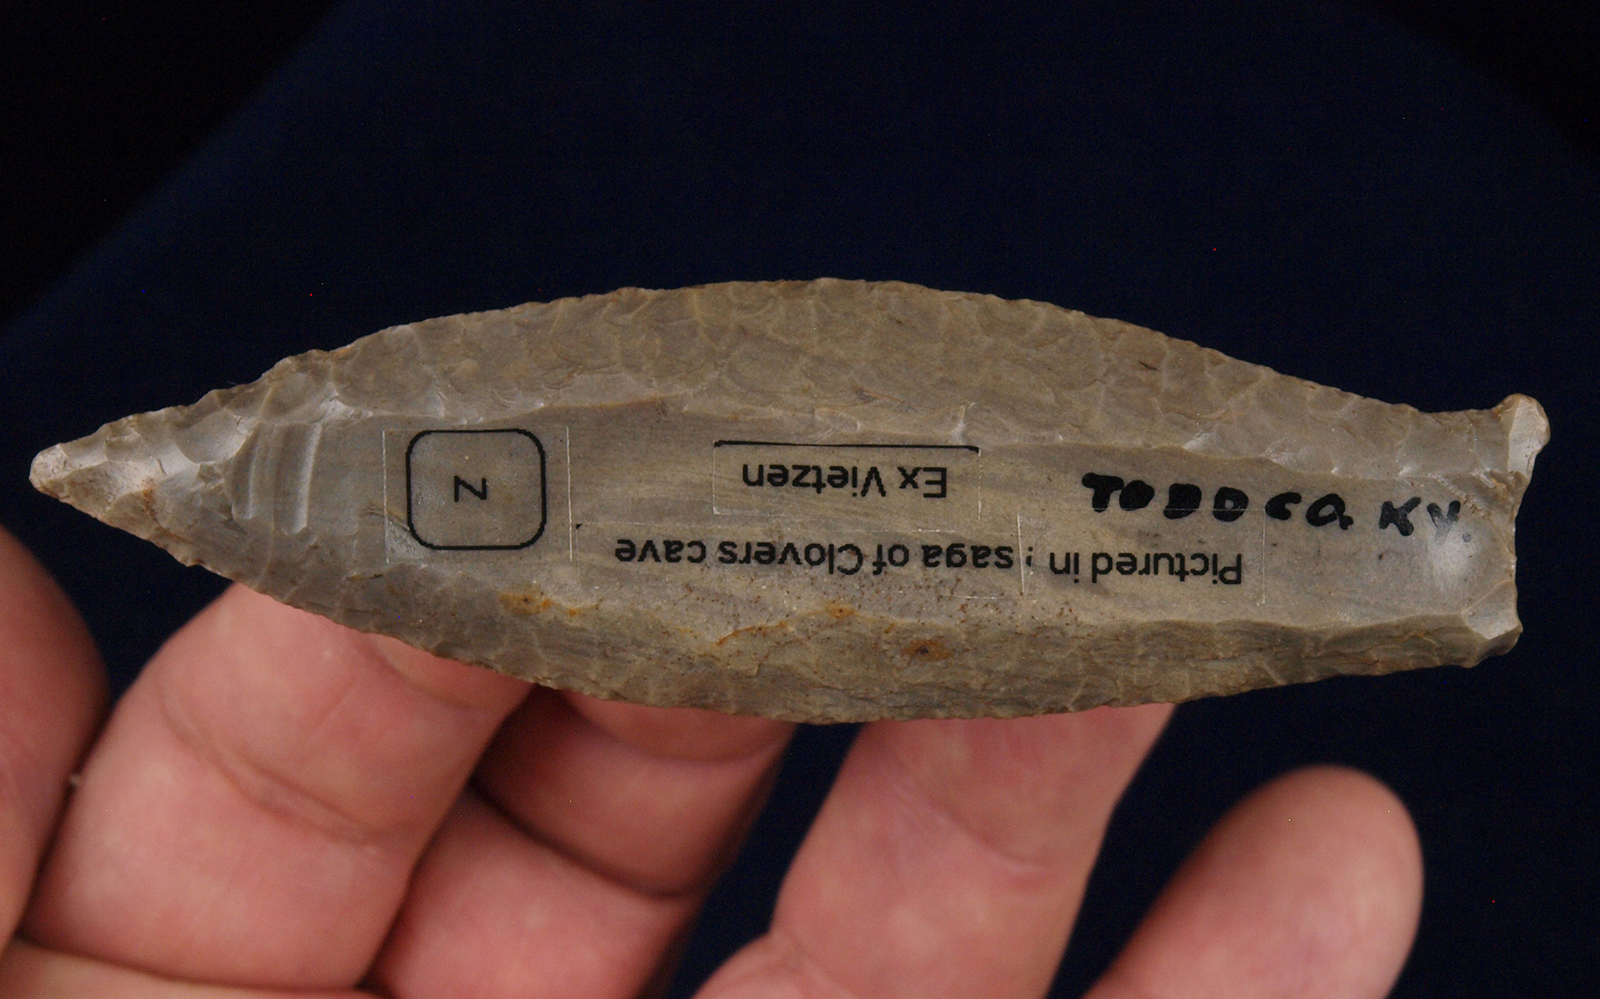 TODD CO. KY.
Pictured in : saga of Clovers cave
Ex Vietzen
Z